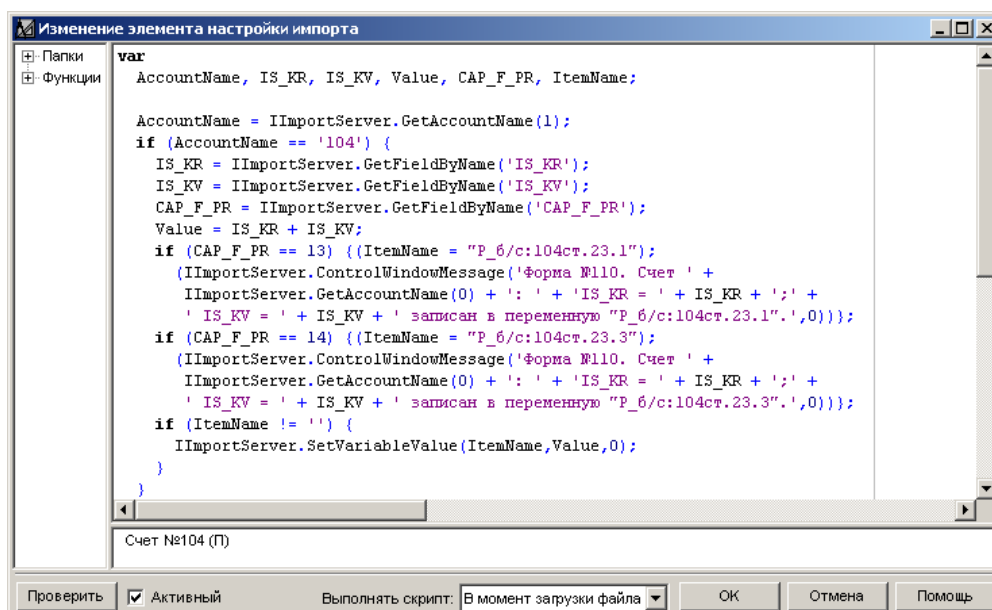 Изменение элемента настройки импорта
Папки
Функции
var
AccountName, IS_KR, IS_KV, Value, CAP_F_PR, ItemName;
AccountName = IImportServer.GetAccountName(1);
if (AccountName == '104') {
IS_KR = IImportServer.GetFieldByName('IS_KR');
IS_KV = IImportServer.GetFieldByName('IS_KV');
CAP_F_PR = IImportServer.GetFieldByName('CAP_F_PR');
Value = IS_KR + IS_KV;
if (CAP_F_PR == 13) {(ItemName = "Р_б/с:104ст.23.1");
(IImportServer.ControlWindowMessage('Форма №110. Счет ' +
IImportServer.GetAccountName(0) + ': ' + 'IS_KR = ' + IS_KR + ';' +
' IS_KV = ' + IS_KV + ' записан в переменную "Р_б/с:104ст.23.1".',0))};
if (CAP_F_PR == 14) {(ItemName = "Р_б/с:104ст.23.3");
(IImportServer.ControlWindowMessage('Форма №110. Счет ' +
IImportServer.GetAccountName(0) + ': ' + 'IS_KR = ' + IS_KR + ';' +
' IS_KV = ' + IS_KV + ' записан в переменную "Р_б/с:104ст.23.3".',0))};
if (ItemName != '') {
IImportServer.SetVariableValue(ItemName,Value,0);
}
}
Счет №104 (П)
Проверить
Активный
Выполнять скрипт: В момент загрузки файла
ОК
Отмена
Помощь